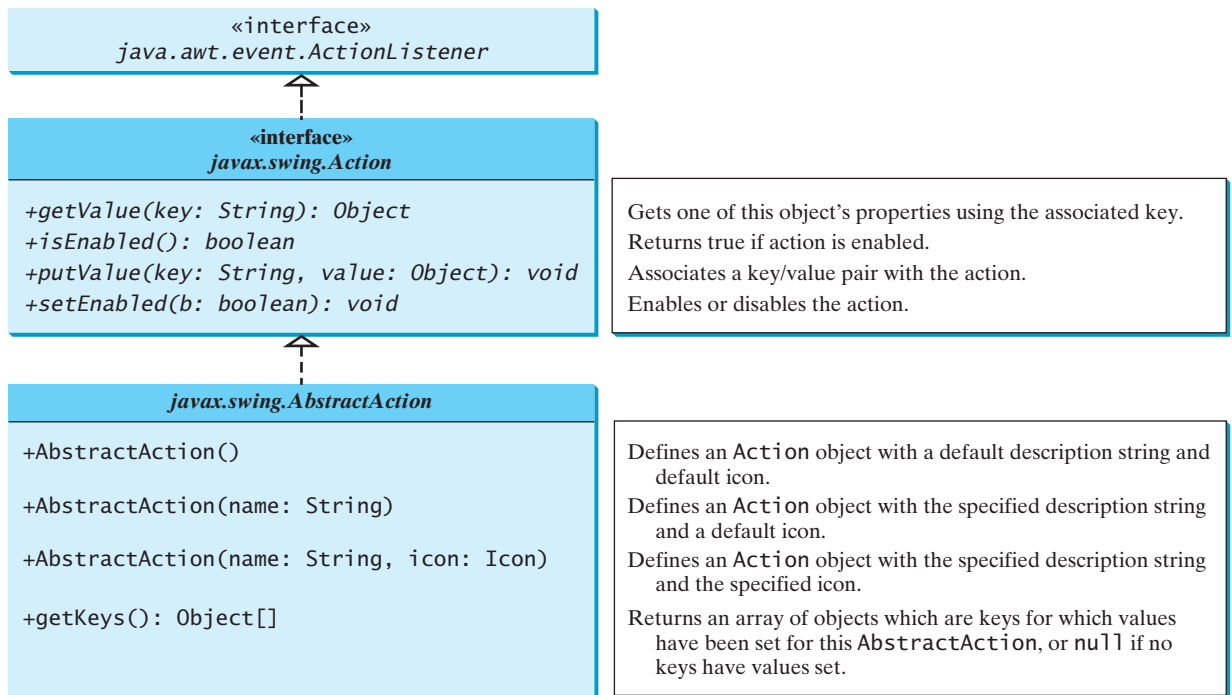 «interface»
java.awt.event.ActionListener
«interface»
javax.swing.Action
+getValue(key: String): Object
+isEnabled(): boolean
+putValue(key: String, value: Object): void
+setEnabled(b: boolean): void
Gets one of this object’s properties using the associated key.
Returns true if action is enabled.
Associates a key/value pair with the action.
Enables or disables the action.
javax.swing.AbstractAction
+AbstractAction()
+AbstractAction(name: String)
+AbstractAction(name: String, icon: Icon)
+getKeys(): Object[]
Defines an Action object with a default description string and
default icon.
Defines an Action object with the specified description string
and a default icon.
Defines an Action object with the specified description string
and the specified icon.
Returns an array of objects which are keys for which values
have been set for this AbstractAction, or null if no
keys have values set.